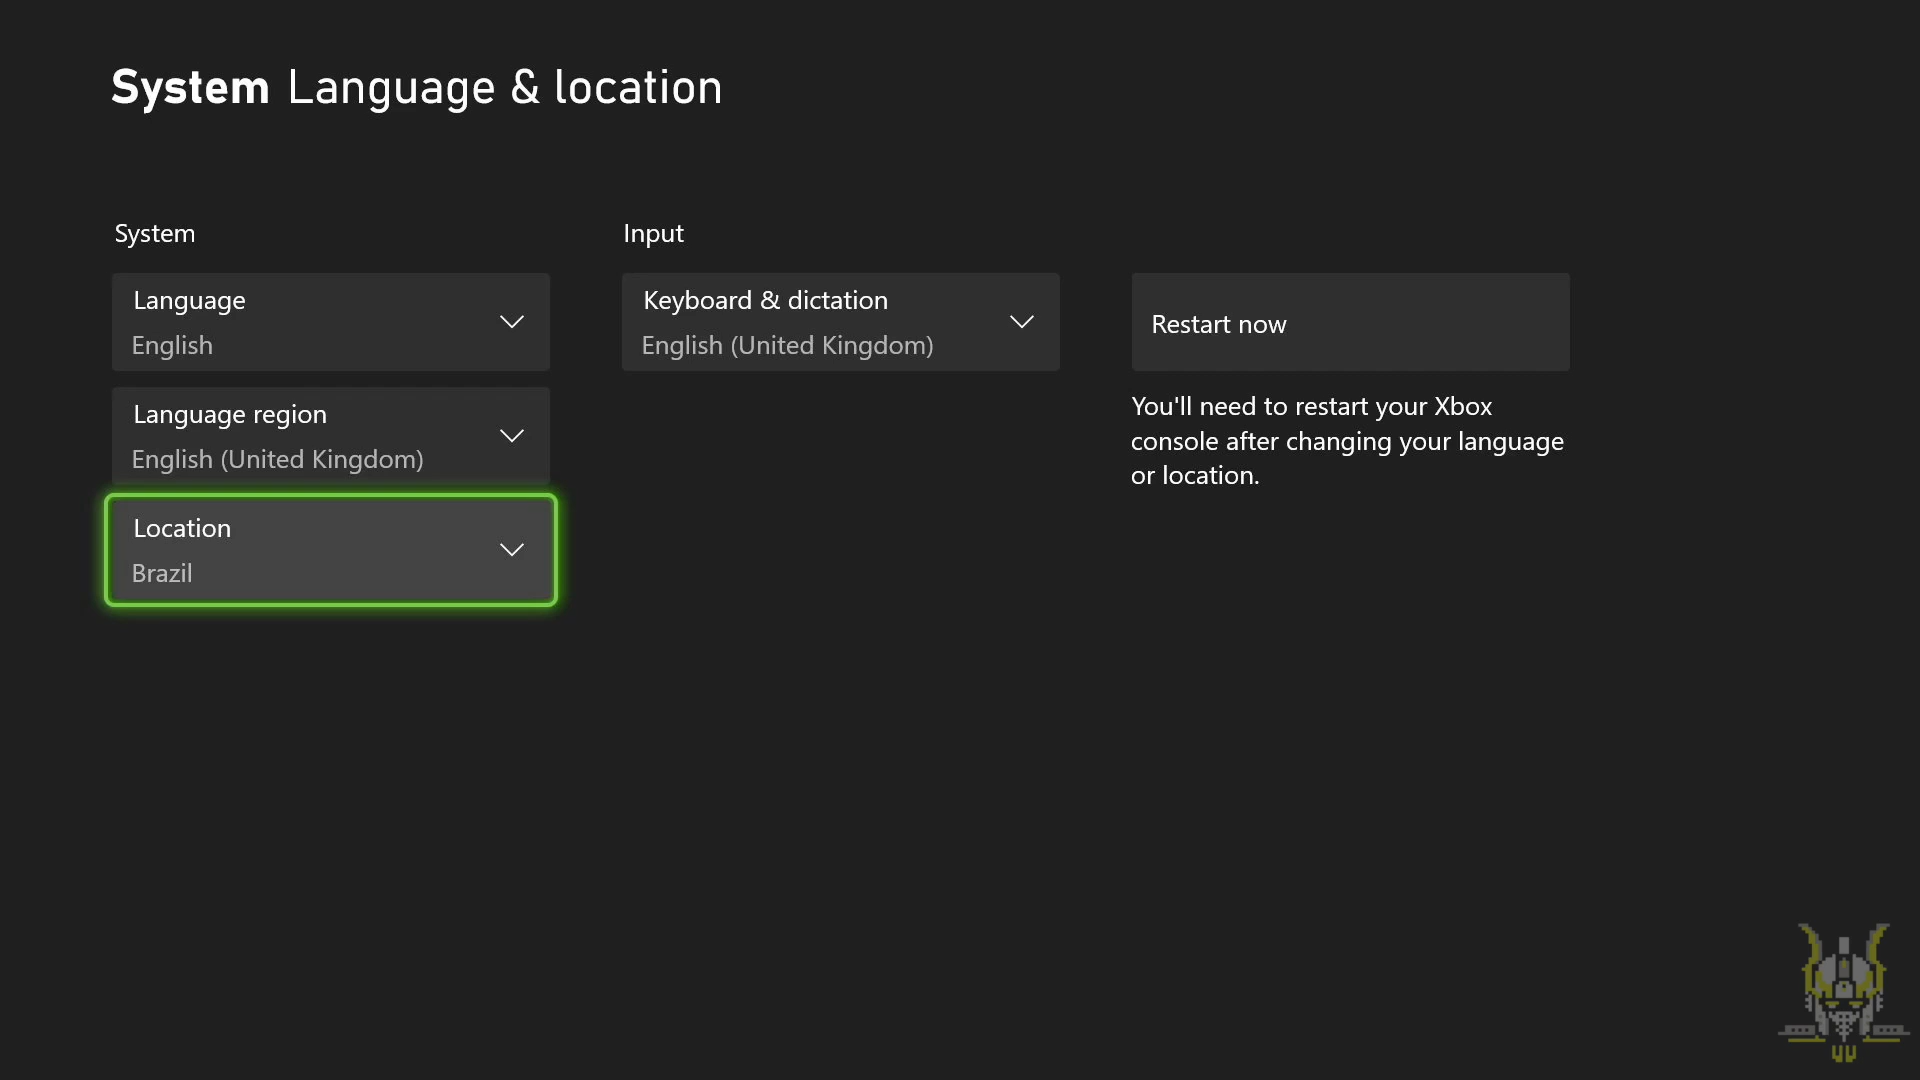 System Language & location
System
Language
English
Language region
English (United Kingdom)
Location
Brazil
Input
Keyboard & dictation
English (United Kingdom)
Restart now
You'll need to restart your Xbox
console after changing your language
or location.